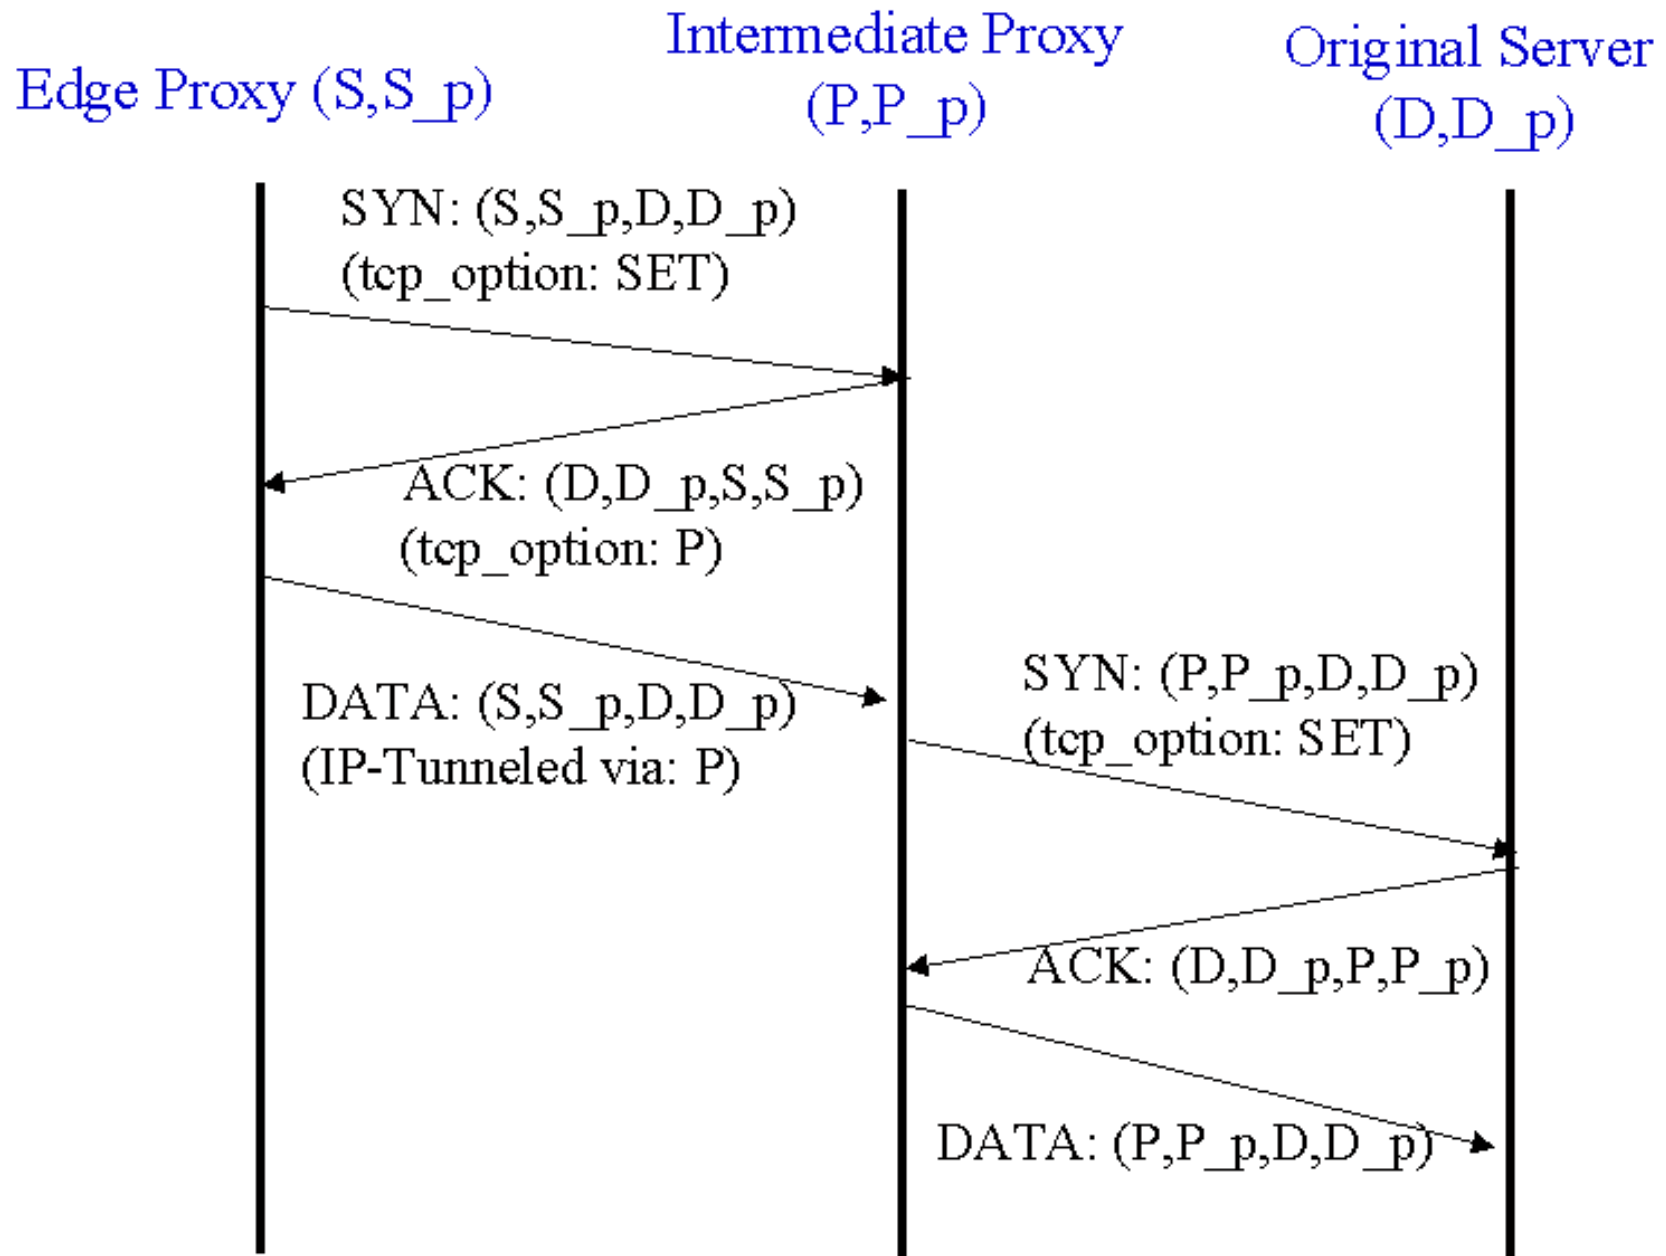 Edge Proxy (S,S_p)
Intermediate Proxy
(P,P_p)
Original Server
(D,D_p)
SYN: (S,S_p,D,D_p)
(tcp_option: SET)
ACK: (D,D_p,S,S_p)
(tcp_option: P)
DATA: (S,S_p,D,D_p)
(IP-Tunneled via: P)
SYN: (P,P_p,D,D_p)
(tcp_option: SET)
ACK: (D,D_p,P,P_p)
DATA: (P,P_p,D,D_p)